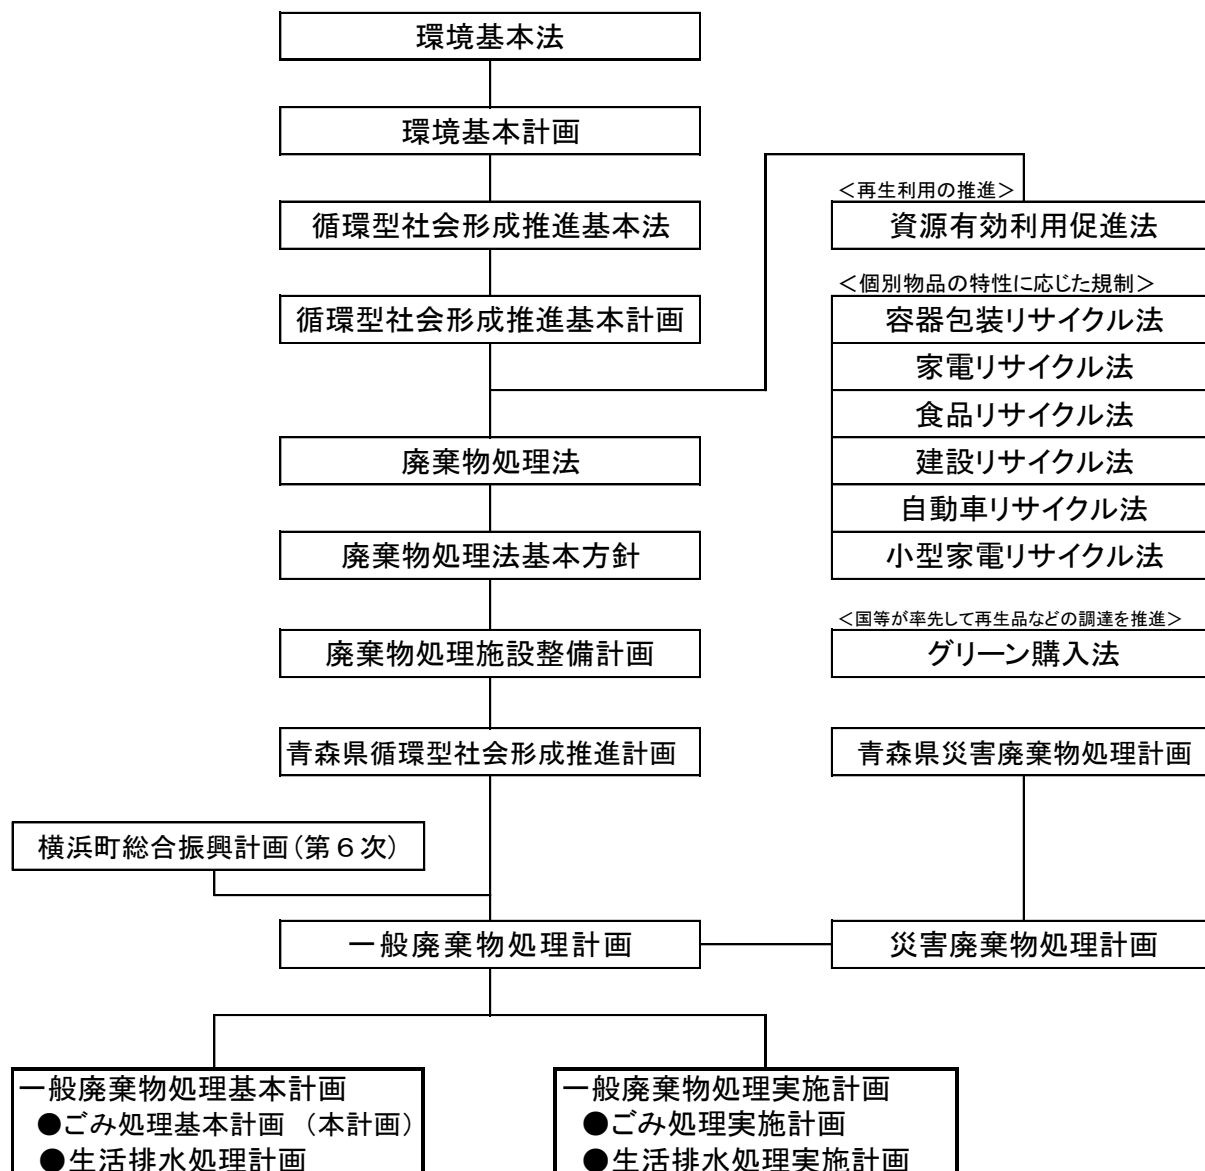 環境基本法
環境基本計画
循環型社会形成推進基本法
循環型社会形成推進基本計画
<再生利用の推進>
資源有効利用促進法
<個別物品の特性に応じた規制>
容器包装リサイクル法
家電リサイクル法
食品リサイクル法
建設リサイクル法
自動車リサイクル法
小型家電リサイクル法
<国等が率先して再生品などの調達を推進>
グリーン購入法
廃棄物処理法
廃棄物処理法基本方針
廃棄物処理施設整備計画
青森県循環型社会形成推進計画
青森県災害廃棄物処理計画
横浜町総合振興計画(第6次)
一般廃棄物処理計画
災害廃棄物処理計画
一般廃棄物処理基本計画
●ごみ処理基本計画 (本計画)
●生活排水処理計画
一般廃棄物処理実施計画
●ごみ処理実施計画
●生活排水処理実施計画